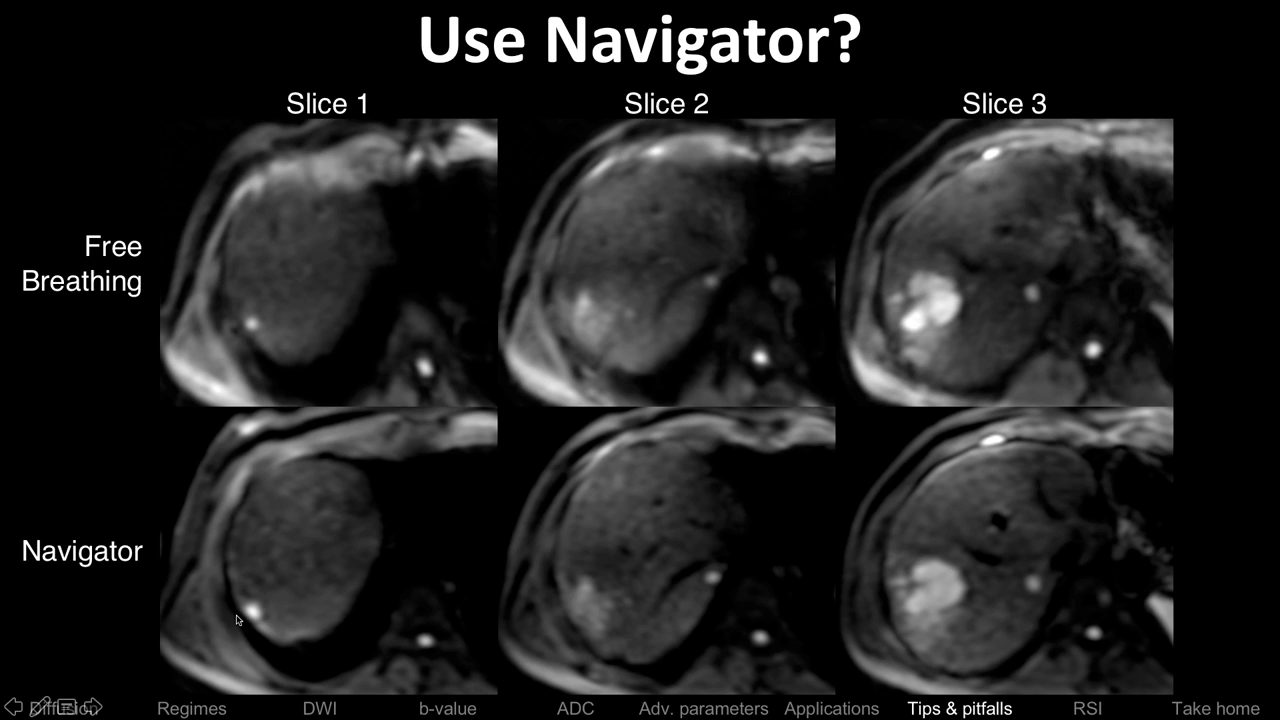 Use Navigator?
Slice 1 Slice 2 Slice 3
Free
Breathing
Navigator
Diffusion Regimes DWI b-value ADC Adv. parameters Applications Tips & pitfalls RSI Take home